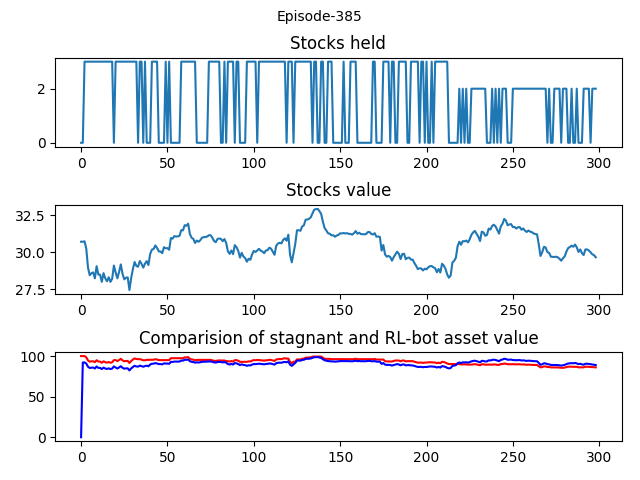 Episode-385
Stocks held
2
0
0 50 100 150 200 250 300
Stocks value
32.5
30.0
27.5
0 50 100 150 200 250 300
Comparision of stagnant and RL-bot asset value
100
50
0
0 50 100 150 200 250 300